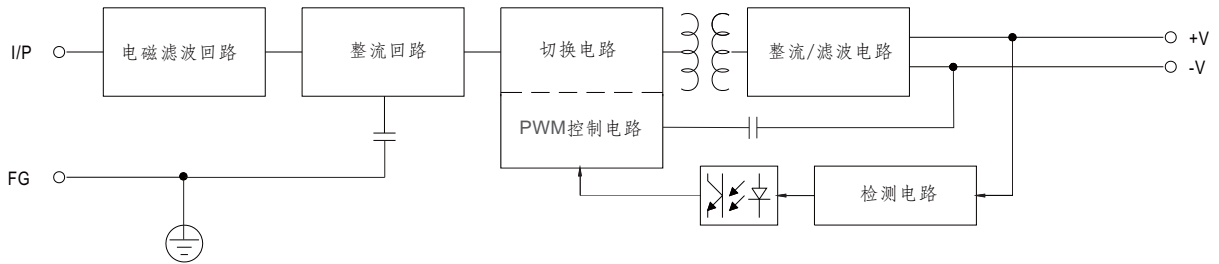 I/P
电磁滤波回路
整流回路
切换电路
整流/滤波电路
+V
-V
PWM控制电路
FG
检测电路